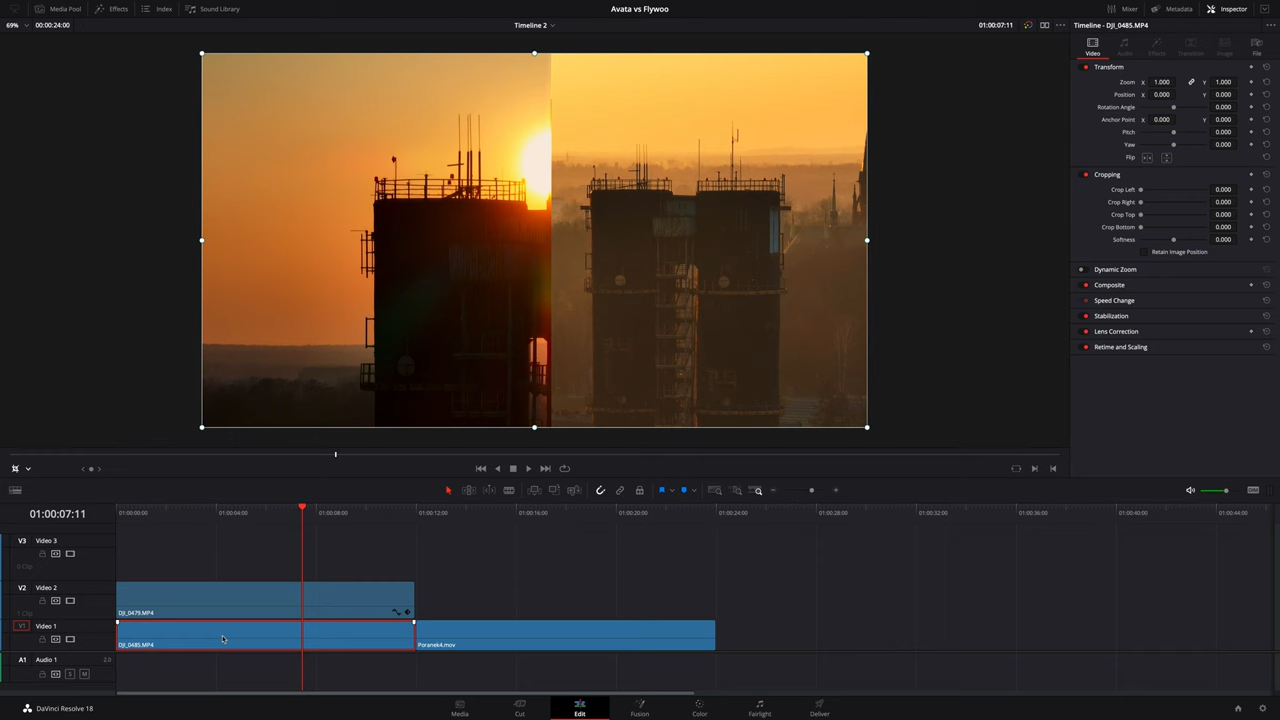 Media Pool Effects Index Sound Library Avata vs Flywoo Mixer Metadata Inspector
69% 00:00:24:00 Timeline 2 01:00:07:11 Timeline - DJI_0485.MP4
Video Audio Effects Transition Image File
Transform
Zoom X 1.000 Y 1.000
Position X 0.000 Y 0.000
Rotation Angle 0.000
Anchor Point X 0.000 Y 0.000
Pitch 0.000
Yaw 0.000
Flip
Cropping
Crop Left 0.000
Crop Right 0.000
Crop Top 0.000
Crop Bottom 0.000
Softness 0.000
Retain Image Position
Dynamic Zoom
Composite
Speed Change
Stabilization
Lens Correction
Retime and Scaling
DIM
01:00:07:11 01:00:00:00 01:00:04:00 01:00:08:00 01:00:12:00 01:00:16:00 01:00:20:00 01:00:24:00 01:00:28:00 01:00:32:00 01:00:36:00 01:00:40:00 01:00:44:00
V3 Video 3
0 Clip
V2 Video 2
1 Clip DJI_0479.MP4
V1 Video 1
DJI_0485.MP4 Poranek4.mov
A1 Audio 1 2.0
S M
DaVinci Resolve 18 Media Cut Edit Fusion Color Fairlight Deliver